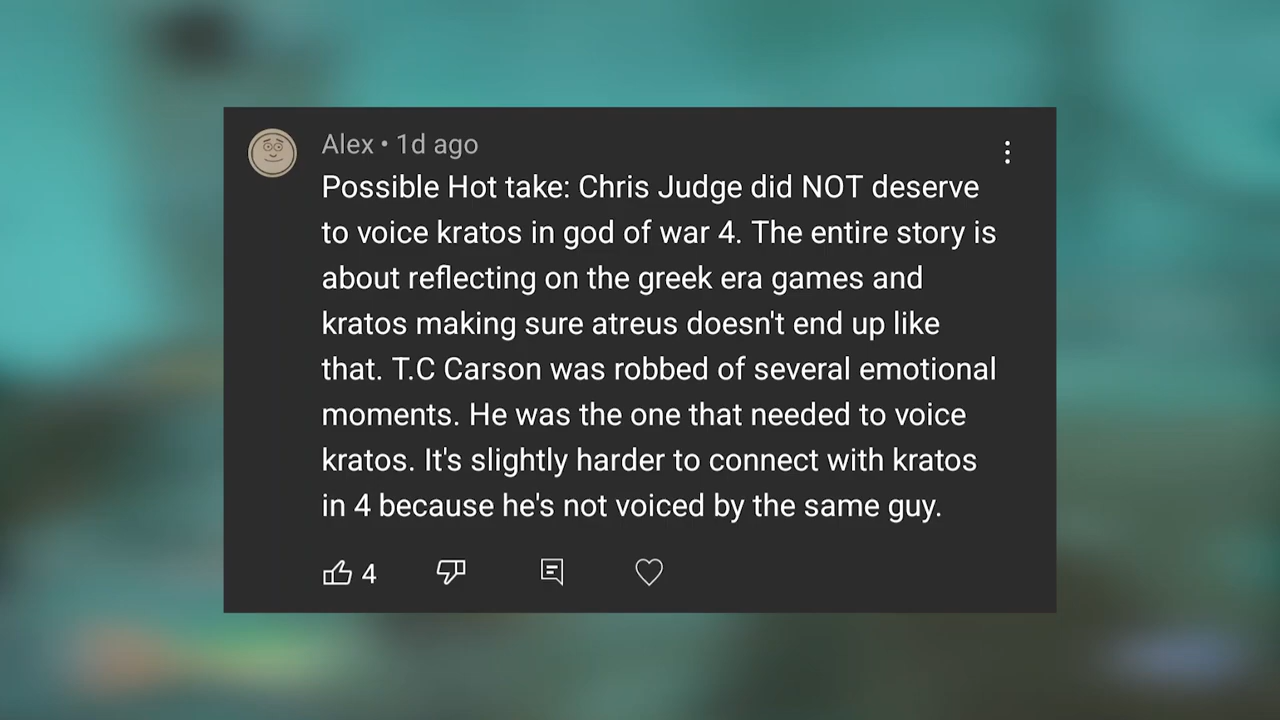 Alex • 1d ago
Possible Hot take: Chris Judge did NOT deserve
to voice kratos in god of war 4. The entire story is
about reflecting on the greek era games and
kratos making sure atreus doesn't end up like
that. T.C Carson was robbed of several emotional
moments. He was the one that needed to voice
kratos. It's slightly harder to connect with kratos
in 4 because he's not voiced by the same guy.
4